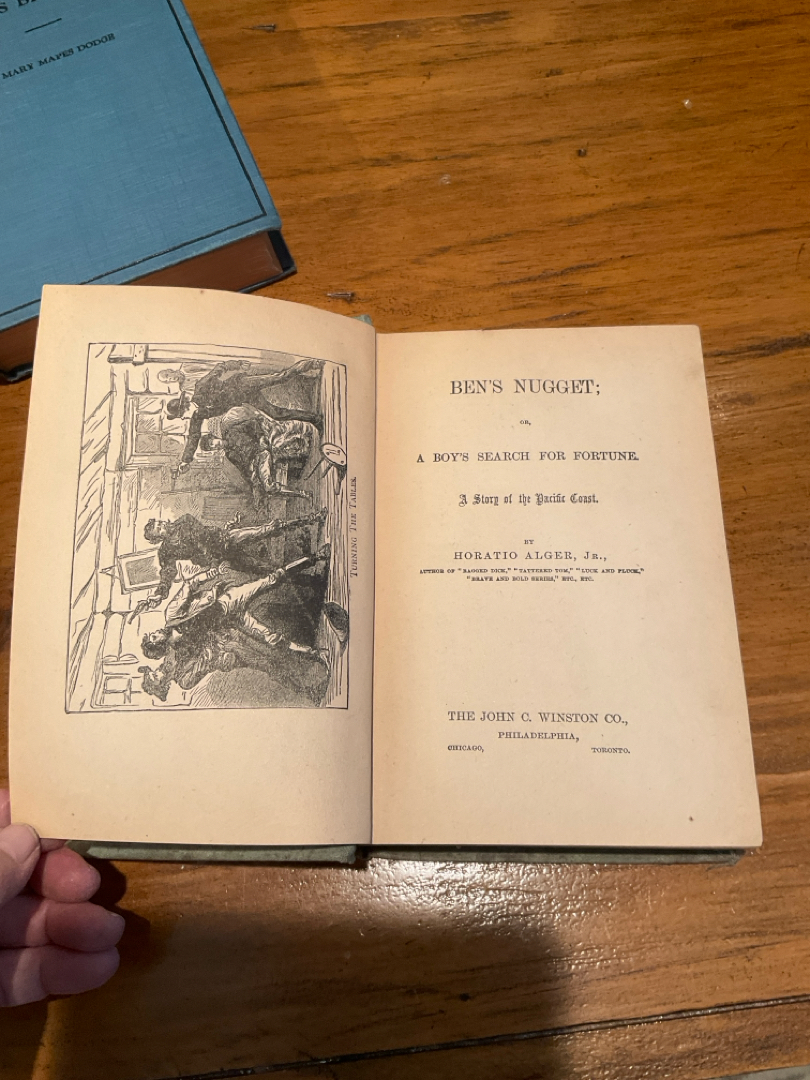 MARY MAPES DODGE
TURNING THE TABLES.
BEN'S NUGGET;
OR,
A BOY'S SEARCH FOR FORTUNE.
A Story of the Pacific Coast.
BY
HORATIO ALGER, JR.,
AUTHOR OF "RAGGED DICK," "TATTERED TOM," "LUCK AND PLUCK,"
"BRAVE AND BOLD SERIES," ETC., ETC.
THE JOHN C. WINSTON CO.,
PHILADELPHIA,
CHICAGO, TORONTO.